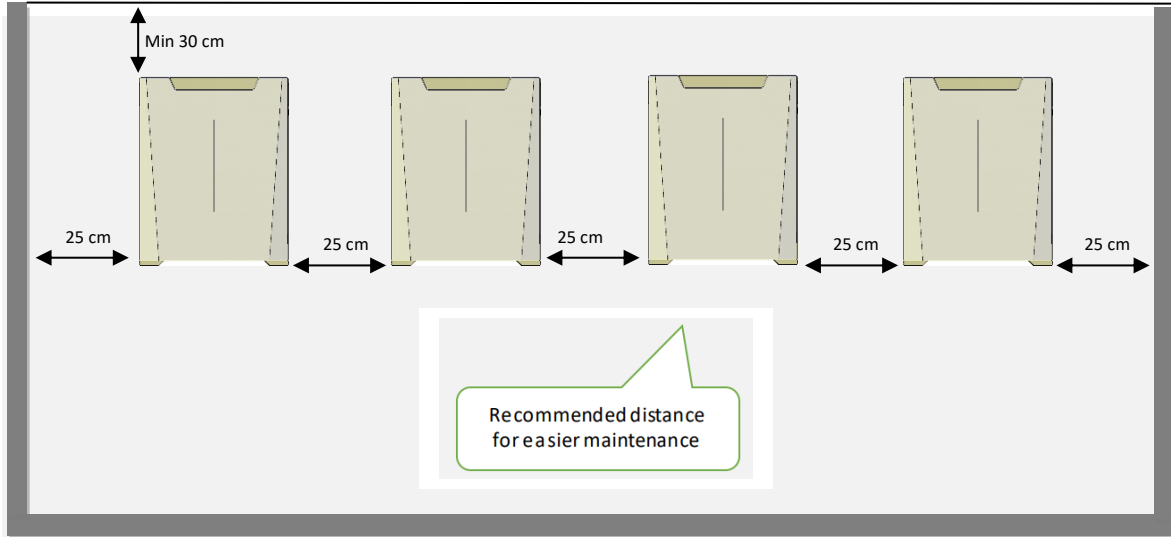 Min 30 cm
25 cm
25 cm
25 cm
25 cm
25 cm
Recommended distance
for easier maintenance